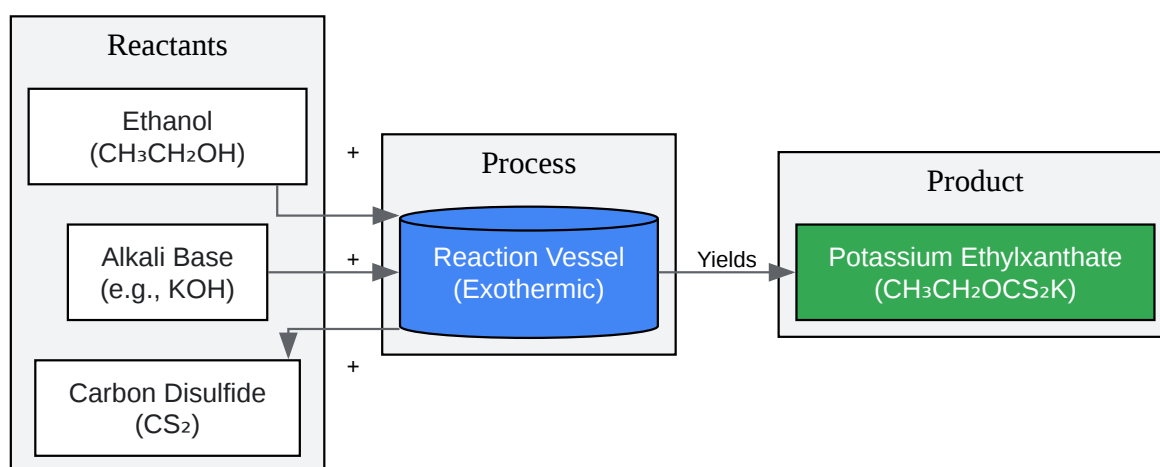 Reactants
Ethanol
(CH₃CH₂OH)
Alkali Base
(e.g., KOH)
Carbon Disulfide
(CS₂)
+
+
+
Process
Reaction Vessel
(Exothermic)
Yields
Product
Potassium Ethylxanthate
(CH₃CH₂OCS₂K)